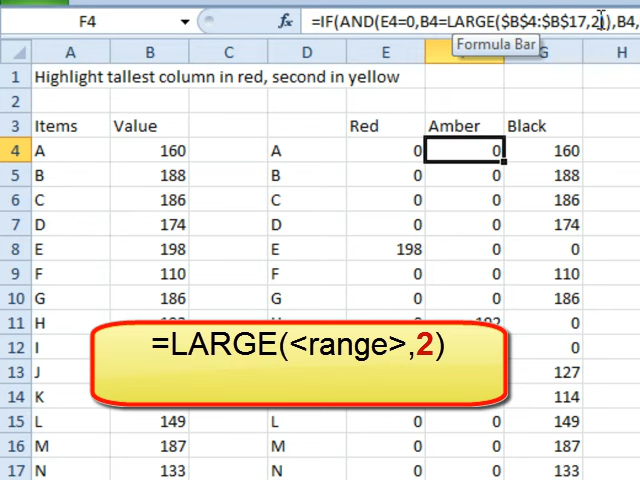 F4 fx =IF(AND(E4=0,B4=LARGE($B$4:$B$17,2)),B4,
Formula Bar
A B C D E G H
1 Highlight tallest column in red, second in yellow
2
3 Items Value Red Amber Black
4 A 160 A 0 0 160
5 B 188 B 0 0 188
6 C 186 C 0 0 186
7 D 174 D 0 0 174
8 E 198 E 198 0 0
9 F 110 F 0 0 110
10 G 186 G 0 0 186
11 H
12 I 0
=LARGE(<range>,2)
13 J 127
14 K 114
15 L 149 L 0 0 149
16 M 187 M 0 0 187
17 N 133 N 0 0 133